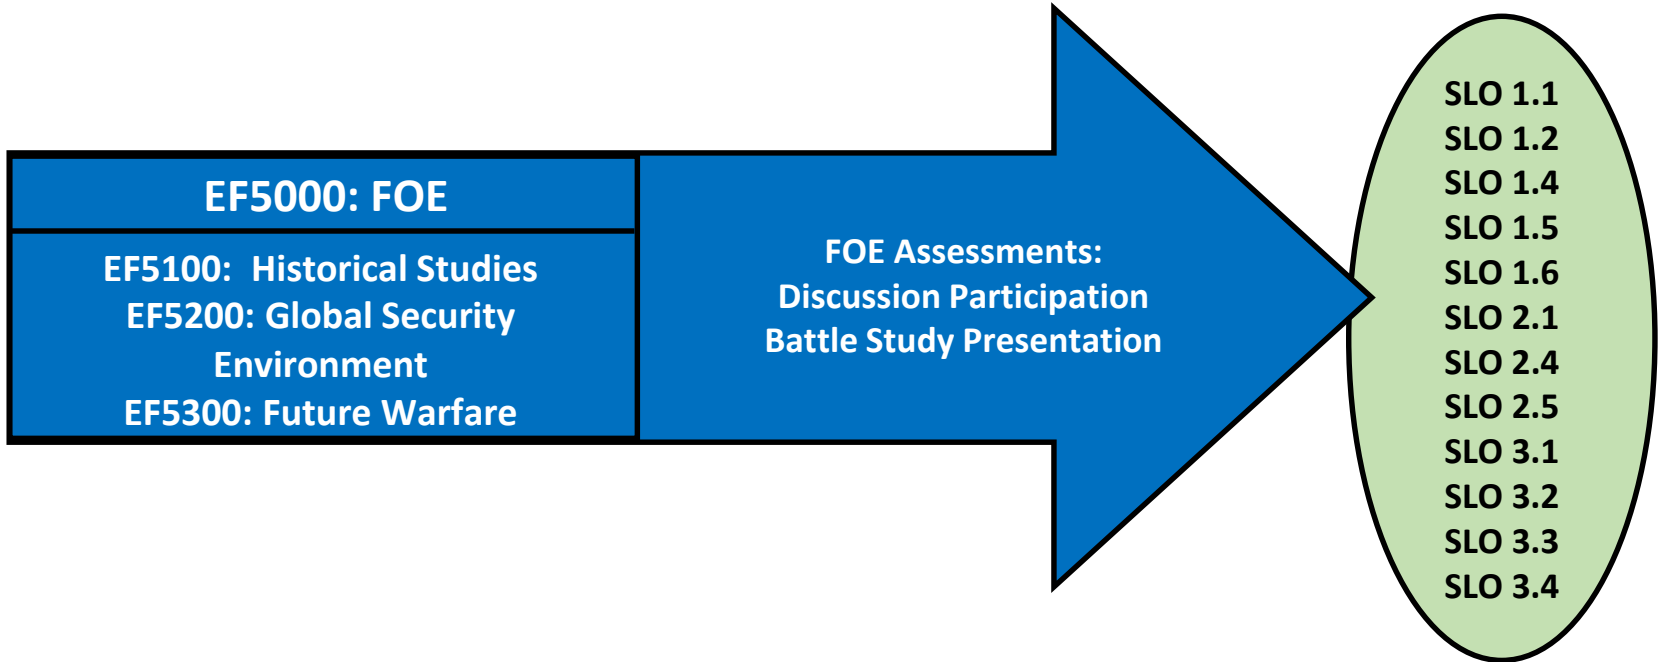 EF5000: FOE
EF5100:  Historical Studies
EF5200: Global Security
Environment
EF5300: Future Warfare
FOE Assessments:
Discussion Participation
Battle Study Presentation
SLO 1.1
SLO 1.2
SLO 1.4
SLO 1.5
SLO 1.6
SLO 2.1
SLO 2.4
SLO 2.5
SLO 3.1
SLO 3.2
SLO 3.3
SLO 3.4